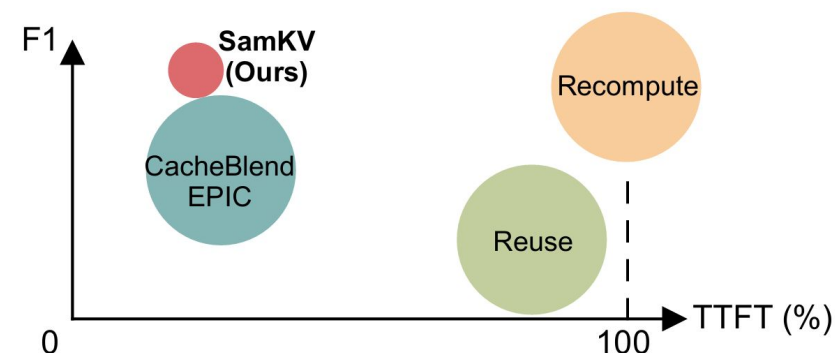 F1
SamKV
(Ours)
Recompute
CacheBlend
EPIC
Reuse
TTFT (%)
0
100